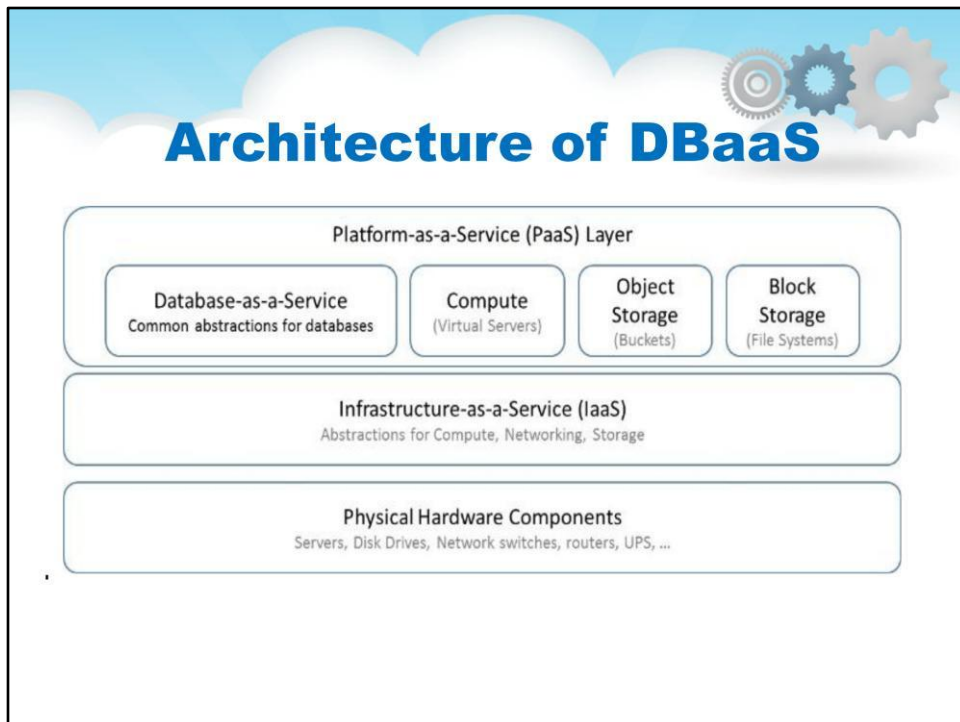 Architecture of DBaaS
Platform-as-a-Service (PaaS) Layer
Database-as-a-Service
Common abstractions for databases
Compute
(Virtual Servers)
Object
Storage
(Buckets)
Block
Storage
(File Systems)
Infrastructure-as-a-Service (IaaS)
Abstractions for Compute, Networking, Storage
Physical Hardware Components
Servers, Disk Drives, Network switches, routers, UPS, ...